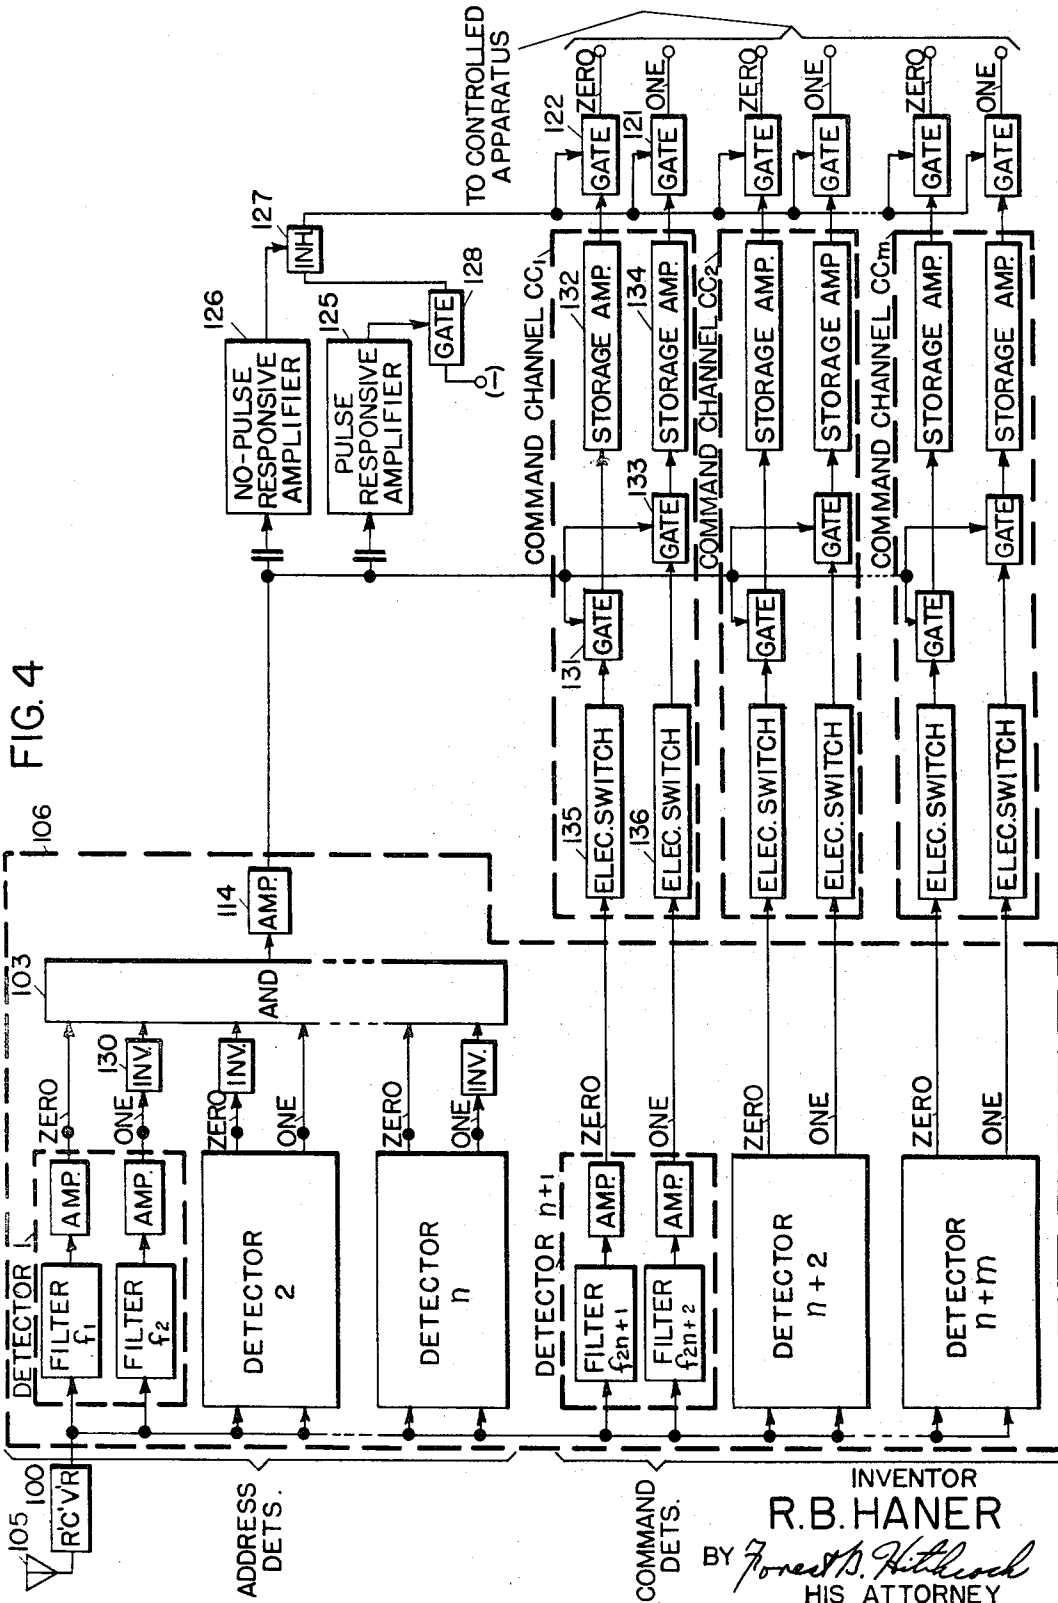 FIG. 4
105
100
R'C'V'R
106
ADDRESS
DETS.
DETECTOR 1
FILTER
f1
AMP.
ZERO
FILTER
f2
AMP.
ONE
130
INV.
DETECTOR
2
ZERO
INV.
ONE
DETECTOR
n
ZERO
ONE
INV.
103
AND
114
AMP.
126
NO-PULSE
RESPONSIVE
AMPLIFIER
125
PULSE
RESPONSIVE
AMPLIFIER
127
INH.
128
GATE
(-)
TO CONTROLLED
APPARATUS
COMMAND
DETS.
DETECTOR n+1
FILTER
f2n+1
AMP.
ZERO
FILTER
f2n+2
AMP.
ONE
COMMAND CHANNEL CC1
135
ELEC.SWITCH
131
GATE
132
STORAGE AMP.
122
GATE
ZERO
136
ELEC.SWITCH
133
GATE
134
STORAGE AMP.
121
GATE
ONE
DETECTOR
n+2
ZERO
ONE
COMMAND CHANNEL CC2
ELEC.SWITCH
GATE
STORAGE AMP.
GATE
ZERO
ELEC.SWITCH
GATE
STORAGE AMP
GATE
ONE
DETECTOR
n+m
ZERO
ONE
COMMAND CHANNEL CCm
ELEC.SWITCH
GATE
STORAGE AMP.
GATE
ZERO
ELEC.SWITCH
GATE
STORAGE AMP.
GATE
ONE
INVENTOR
R.B. HANER
BY Forest B. Hitchcock
HIS ATTORNEY